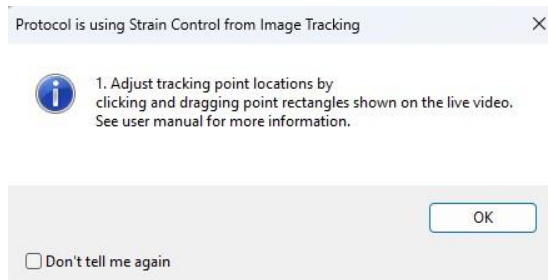 Protocol is using Strain Control from Image Tracking
1. Adjust tracking point locations by
clicking and dragging point rectangles shown on the live video.
See user manual for more information.
OK
Don't tell me again